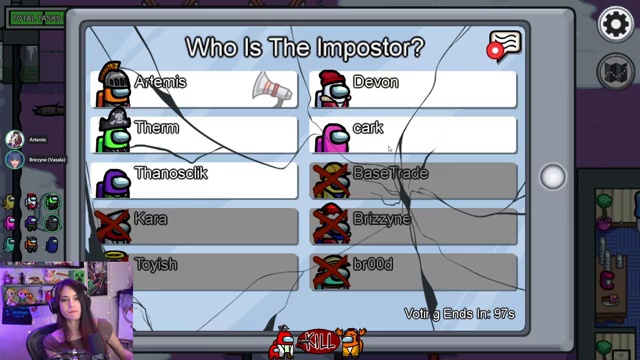 TOTAL TASKS
Who Is The Impostor?
Artemis
Devon
Therm
cark
Thanosclik
BaseTrade
Kara
Brizzyne
Toyish
br00d
Voting Ends In: 97s
Artemis
Brizzyne (Vasala)
KILL